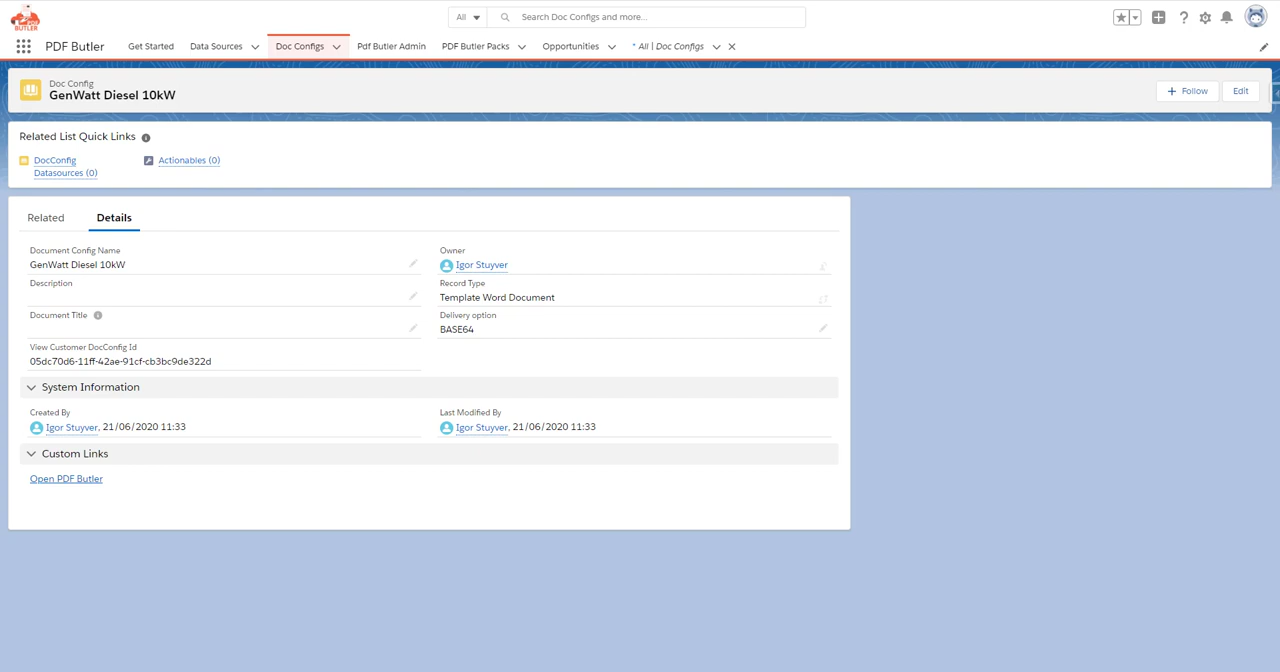 PDF
BUTLER
All
Search Doc Configs and more...
PDF Butler
Get Started
Data Sources
Doc Configs
Pdf Butler Admin
PDF Butler Packs
Opportunities
* All | Doc Configs
Doc Config
GenWatt Diesel 10kW
Follow
Edit
Related List Quick Links
DocConfig
Datasources (0)
Actionables (0)
Related
Details
Document Config Name
GenWatt Diesel 10kW
Owner
Igor Stuyver
Description
Record Type
Template Word Document
Document Title
Delivery option
BASE64
View Customer DocConfig Id
05dc70d6-11ff-42ae-91cf-cb3bc9de322d
System Information
Created By
Igor Stuyver, 21/06/2020 11:33
Last Modified By
Igor Stuyver, 21/06/2020 11:33
Custom Links
Open PDF Butler